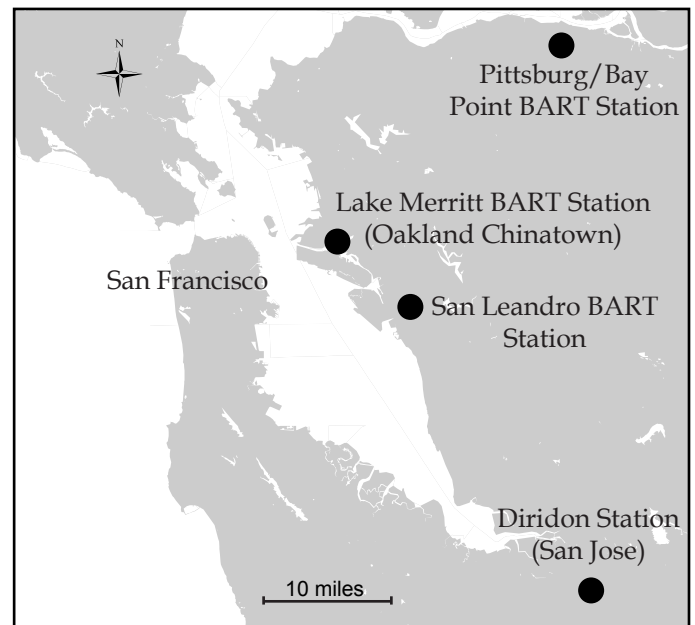 N
Pittsburg/Bay
Point BART Station
Lake Merritt BART Station
(Oakland Chinatown)
San Francisco
San Leandro BART
Station
Diridon Station
(San Jose)
10 miles